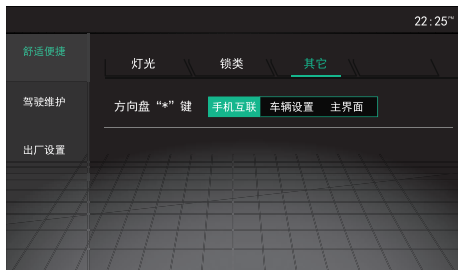 22:25
舒适便捷
灯光 锁类 其它
驾驶维护
方向盘“*”键 手机互联 车辆设置 主界面
出厂设置